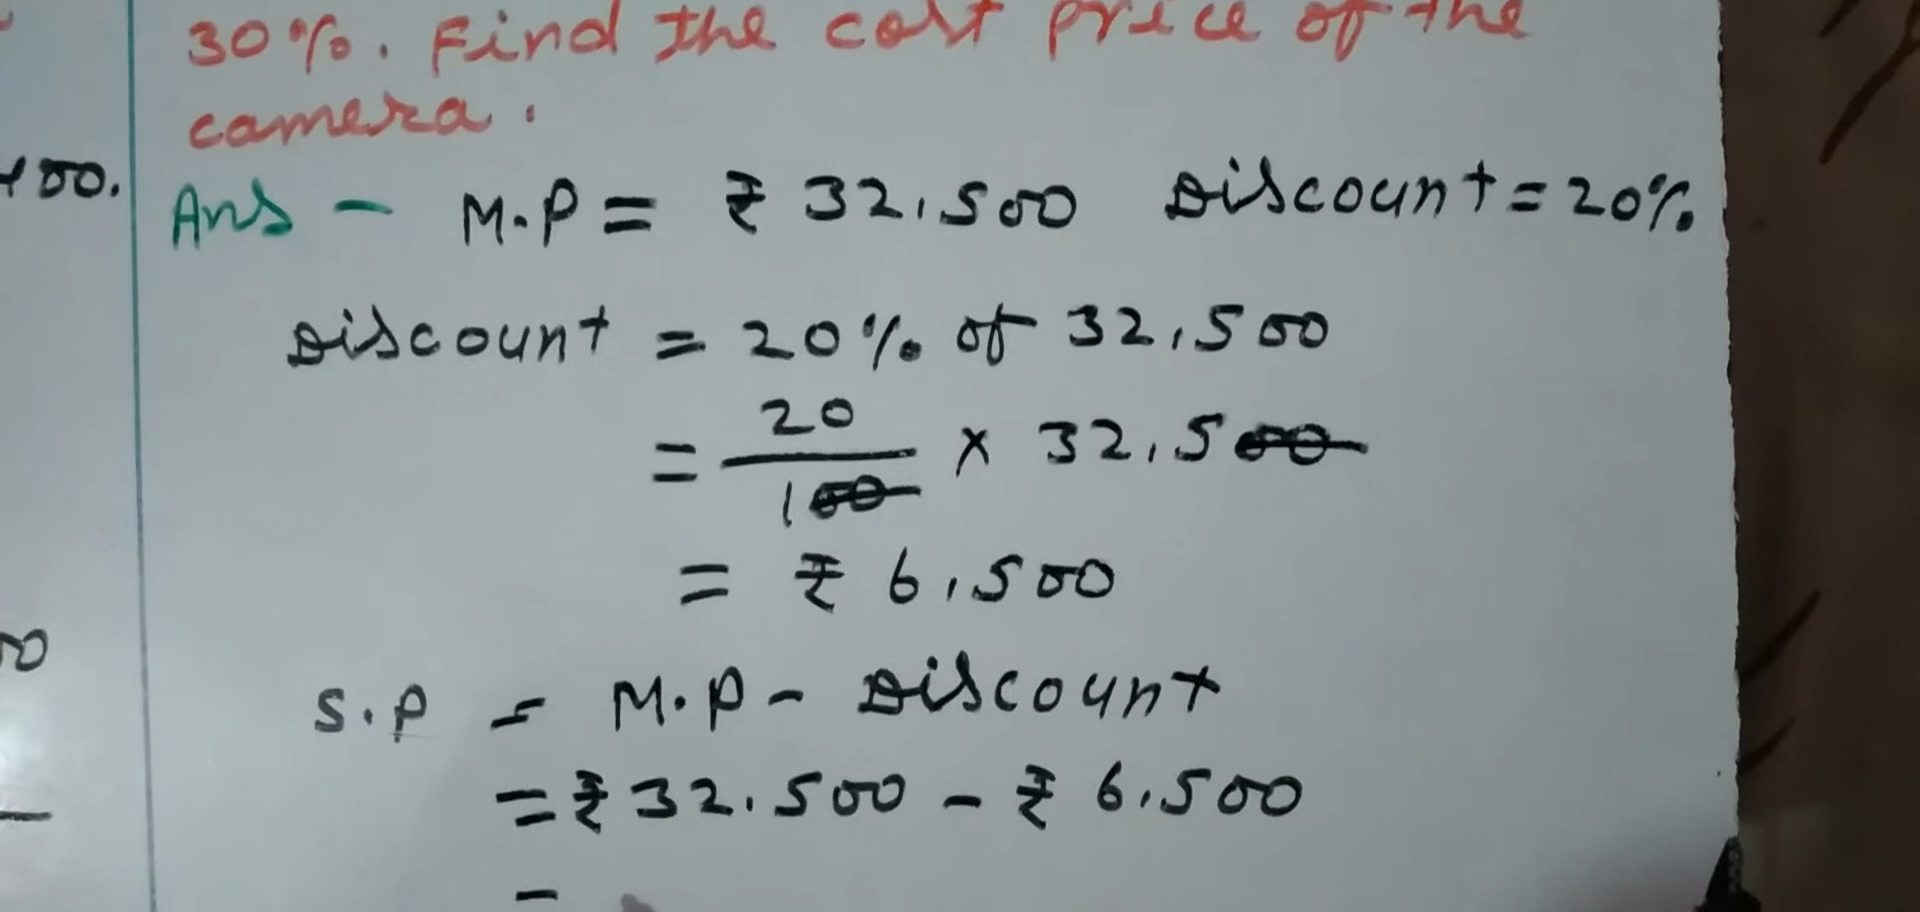 30%. Find the cost price of the
camera.
Ans - M.P = ₹ 32,500 Discount = 20%
Discount = 20% of 32,500
= 20/100 × 32,500
= ₹ 6,500
S.P = M.P - Discount
= ₹ 32,500 - ₹ 6,500
=